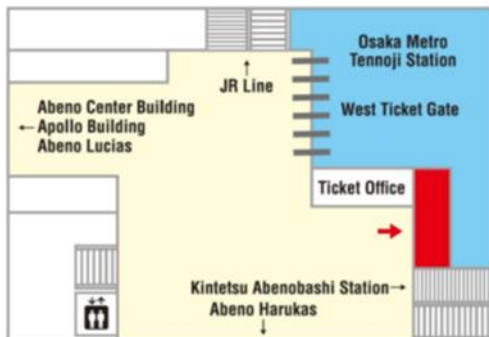 Osaka Metro
Tennoji Station
JR Line
West Ticket Gate
Abeno Center Building
Apollo Building
Abeno Lucias
Ticket Office
Kintetsu Abenobashi Station
Abeno Harukas